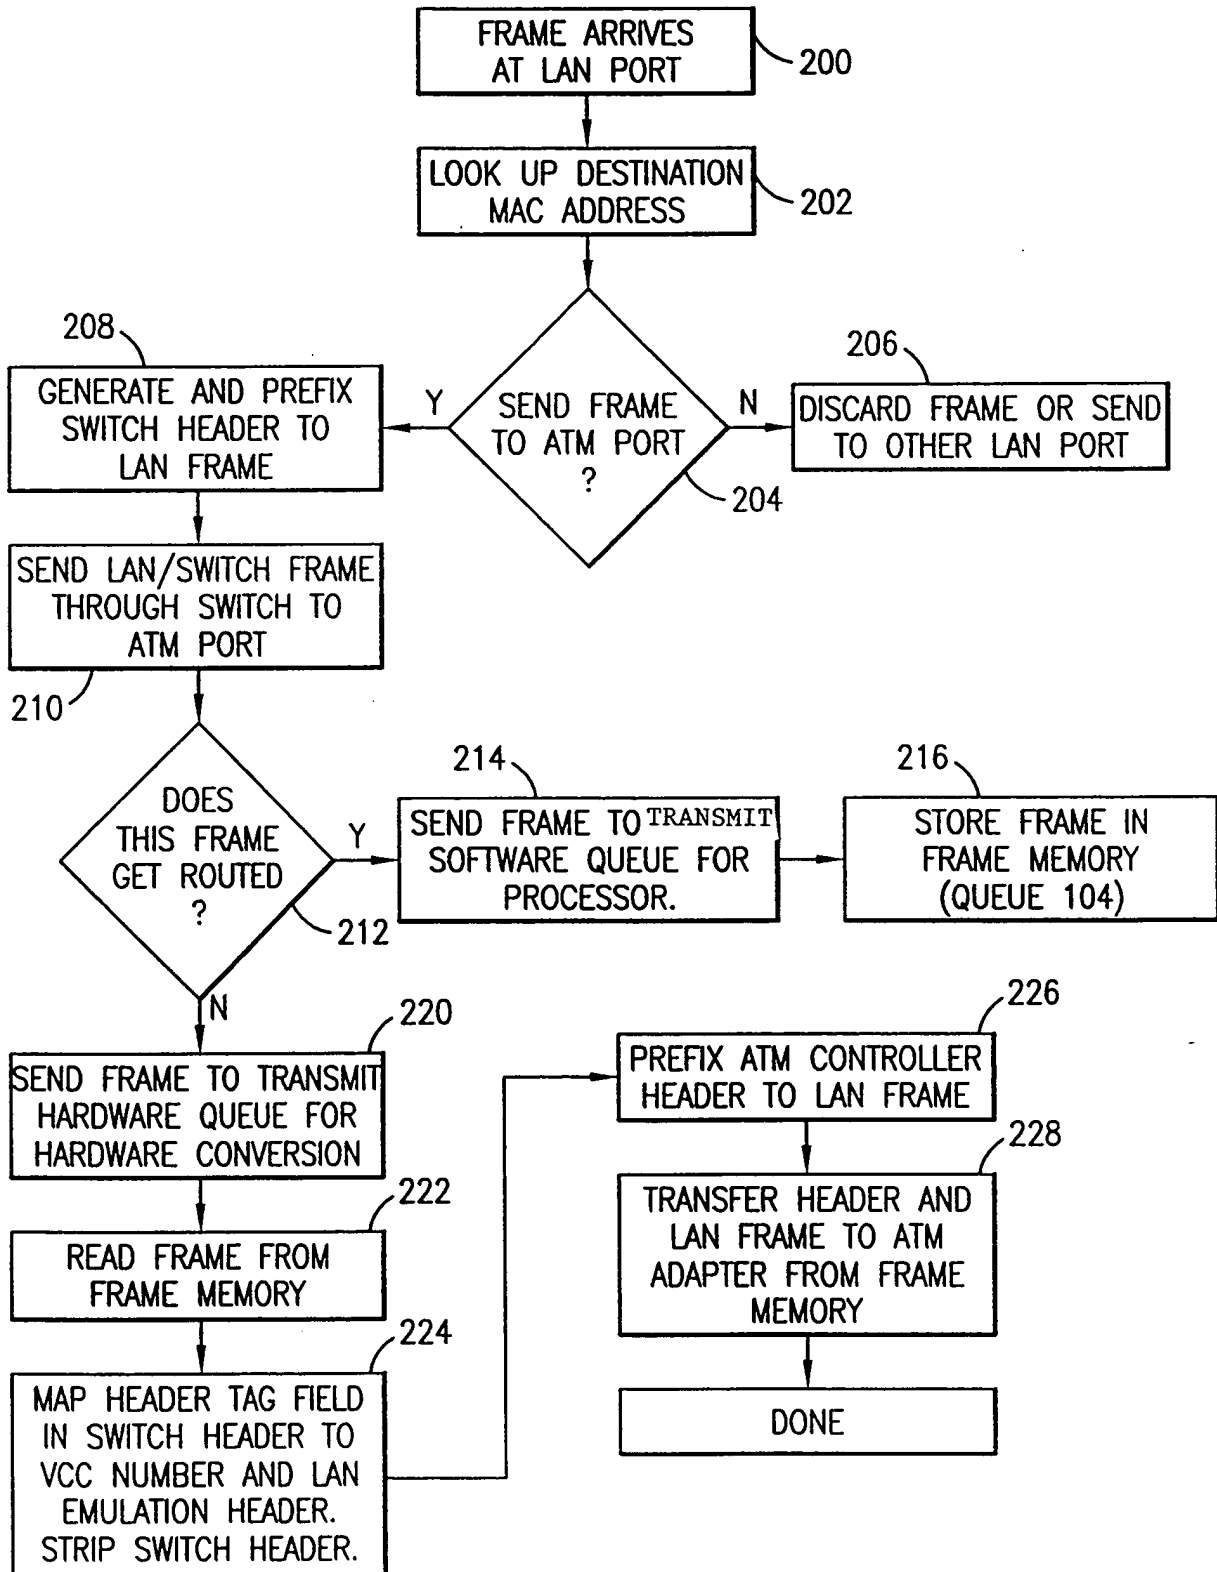 FRAME ARRIVES
AT LAN PORT
200
LOOK UP DESTINATION
MAC ADDRESS
202
SEND FRAME
TO ATM PORT
?
204
Y
N
206
DISCARD FRAME OR SEND
TO OTHER LAN PORT
208
GENERATE AND PREFIX
SWITCH HEADER TO
LAN FRAME
SEND LAN/SWITCH FRAME
THROUGH SWITCH TO
ATM PORT
210
DOES
THIS FRAME
GET ROUTED
?
212
Y
N
214
SEND FRAME TO TRANSMIT
SOFTWARE QUEUE FOR
PROCESSOR.
216
STORE FRAME IN
FRAME MEMORY
(QUEUE 104)
220
SEND FRAME TO TRANSMIT
HARDWARE QUEUE FOR
HARDWARE CONVERSION
222
READ FRAME FROM
FRAME MEMORY
224
MAP HEADER TAG FIELD
IN SWITCH HEADER TO
VCC NUMBER AND LAN
EMULATION HEADER.
STRIP SWITCH HEADER.
226
PREFIX ATM CONTROLLER
HEADER TO LAN FRAME
228
TRANSFER HEADER AND
LAN FRAME TO ATM
ADAPTER FROM FRAME
MEMORY
DONE